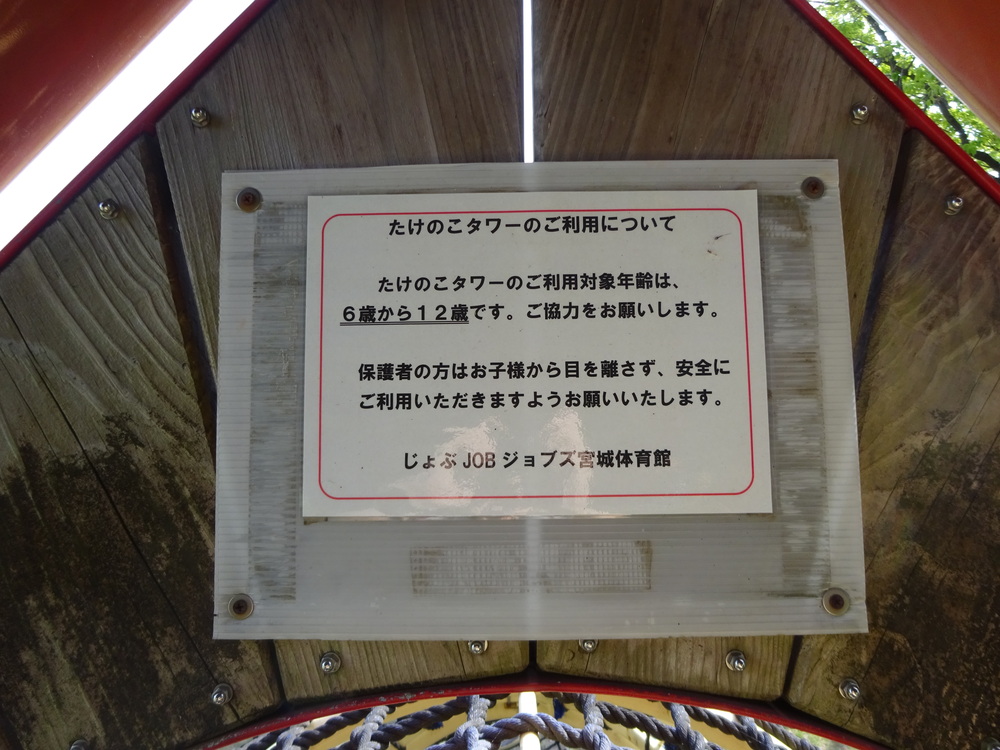 たけのこタワーのご利用について
たけのこタワーのご利用対象年齢は、
６歳から１２歳です。ご協力をお願いします。
保護者の方はお子様から目を離さず、安全に
ご利用いただきますようお願いいたします。
じょぶJOBジョブズ宮城体育館